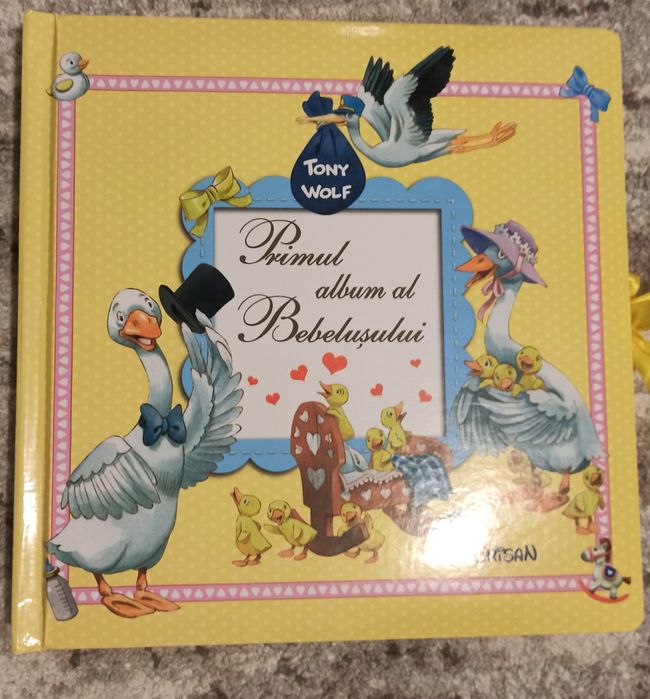 TONY
WOLF
Primul
album al
Bebelușului